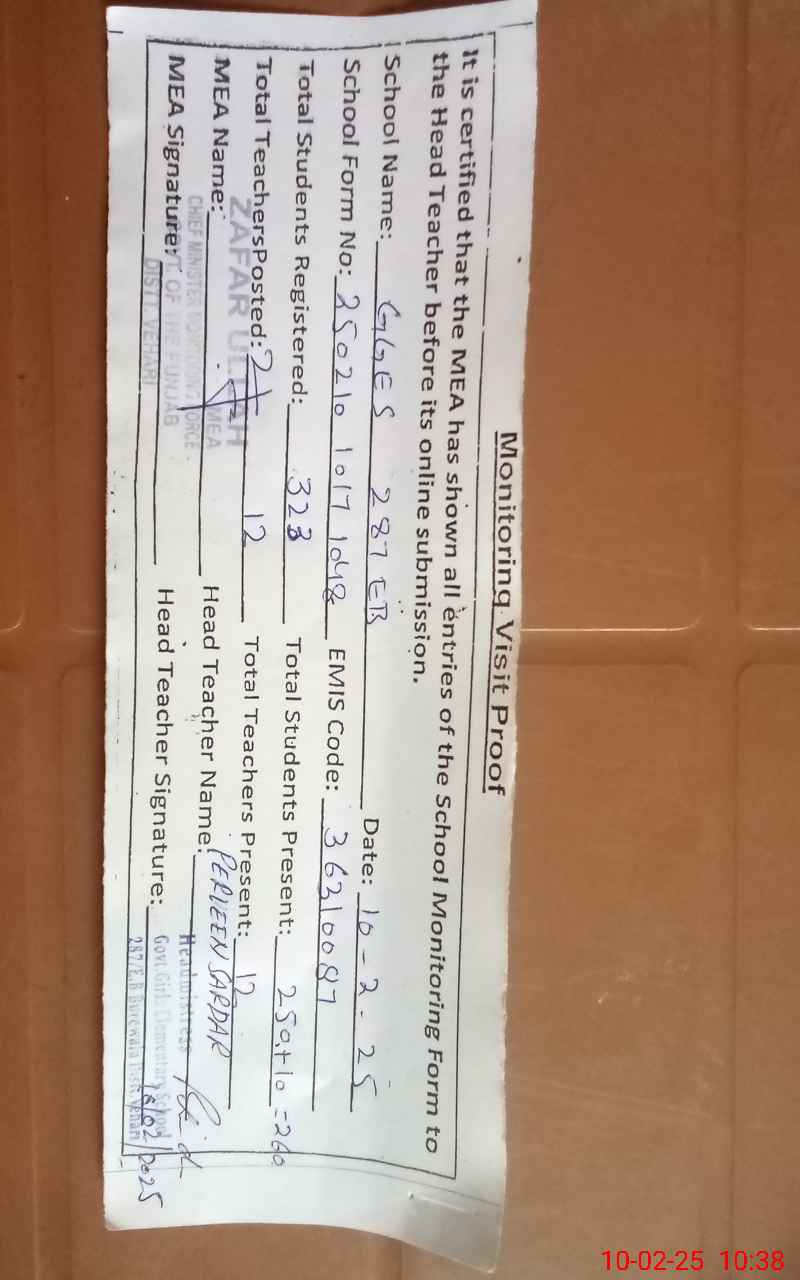 Monitoring Visit Proof
It is certified that the MEA has shown all entries of the School Monitoring Form to
the Head Teacher before its online submission.
School Name: GGES 287 EB Date: 10-2-25
School Form No: 250210 1017 1048 EMIS Code: 36310087
Total Students Registered: 323 Total Students Present: 250+10=260
Total TeachersPosted: 12 Total Teachers Present: 12
ZAFAR ULLAH
MEA Name: Head Teacher Name: PERVEEN SARDAR
MEA
CHIEF MINISTER MONITORING FORCE
Headmistress
MEA Signature: Head Teacher Signature:
GOVT. OF THE PUNJAB
Govt. Girls Elementary School
DISTT. VEHARI
287/E.B Burewala Distt. Vehari
10/02/2025
10-02-25 10:38